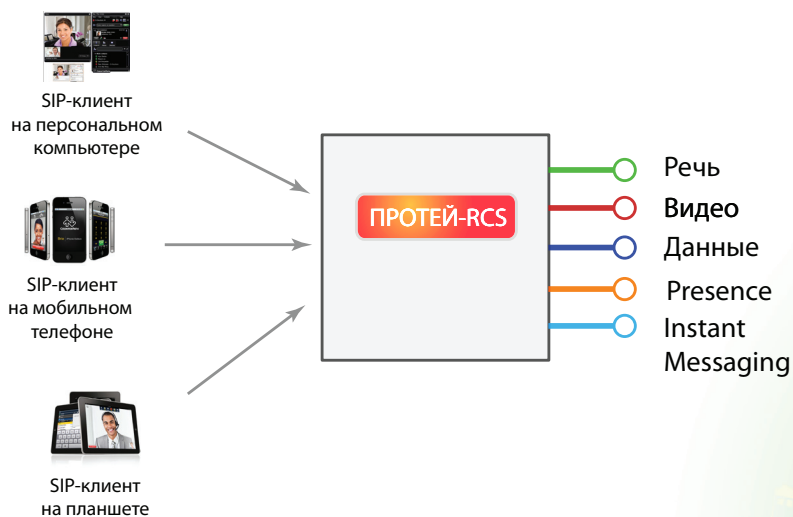 SIP-клиент
на персональном
компьютере
SIP-клиент
на мобильном
телефоне
SIP-клиент
на планшете
ПРОТЕЙ-RCS
Речь
Видео
Данные
Presence
Instant
Messaging